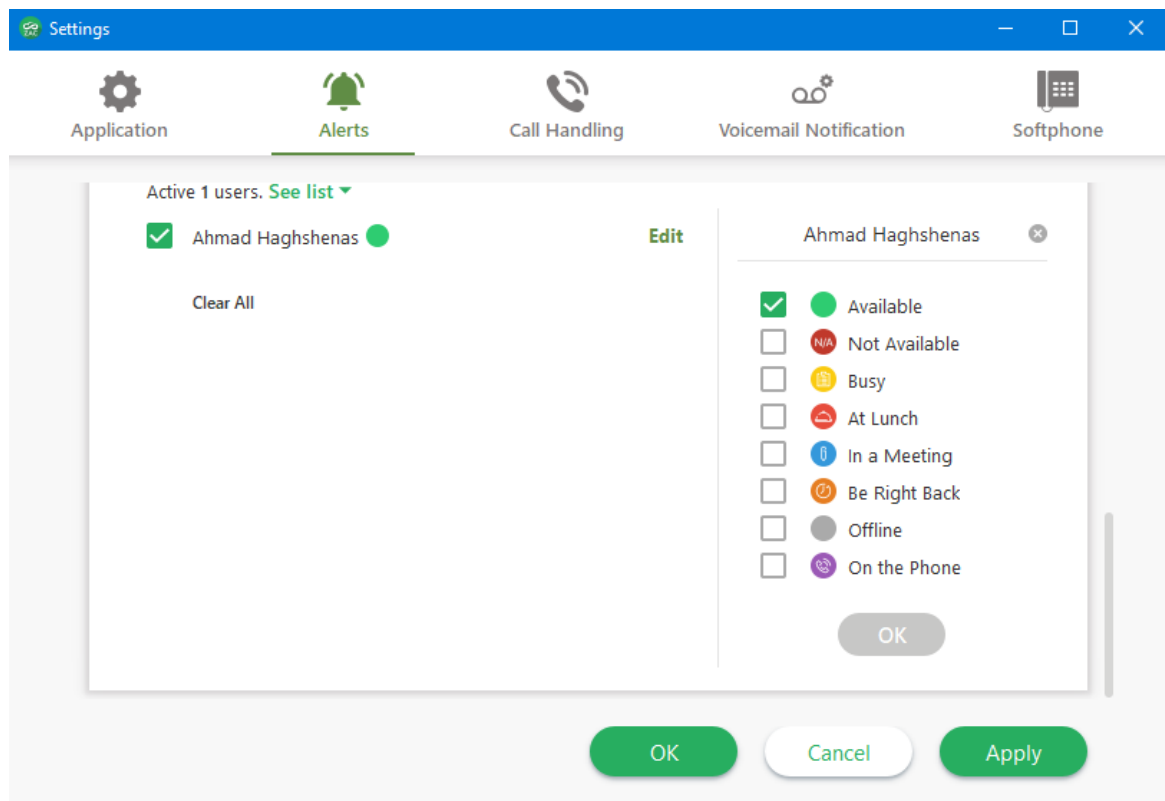 Settings
Application
Alerts
Call Handling
Voicemail Notification
Softphone
Active 1 users. See list
Ahmad Haghshenas
Edit
Clear All
Ahmad Haghshenas
Available
N/A Not Available
Busy
At Lunch
In a Meeting
Be Right Back
Offline
On the Phone
OK
OK
Cancel
Apply